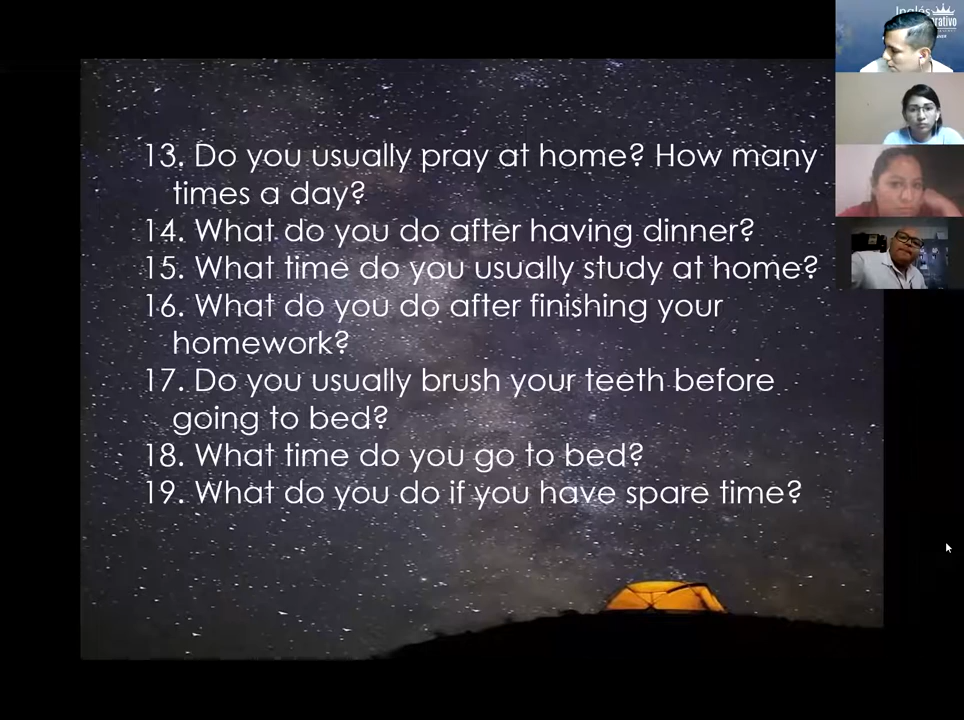 Inglés
13. Do you usually pray at home? How many
times a day?
14. What do you do after having dinner?
15. What time do you usually study at home?
16. What do you do after finishing your
homework?
17. Do you usually brush your teeth before
going to bed?
18. What time do you go to bed?
19. What do you do if you have spare time?